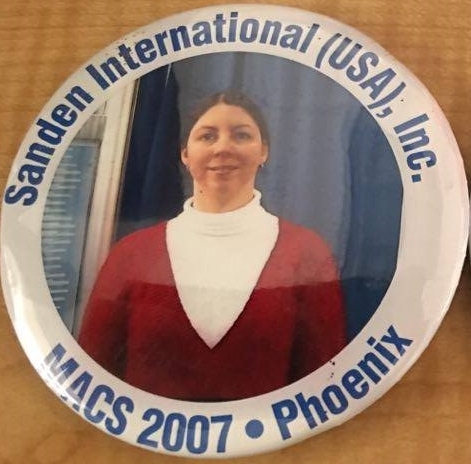 Sanden International (USA), Inc.
MACS 2007 • Phoenix